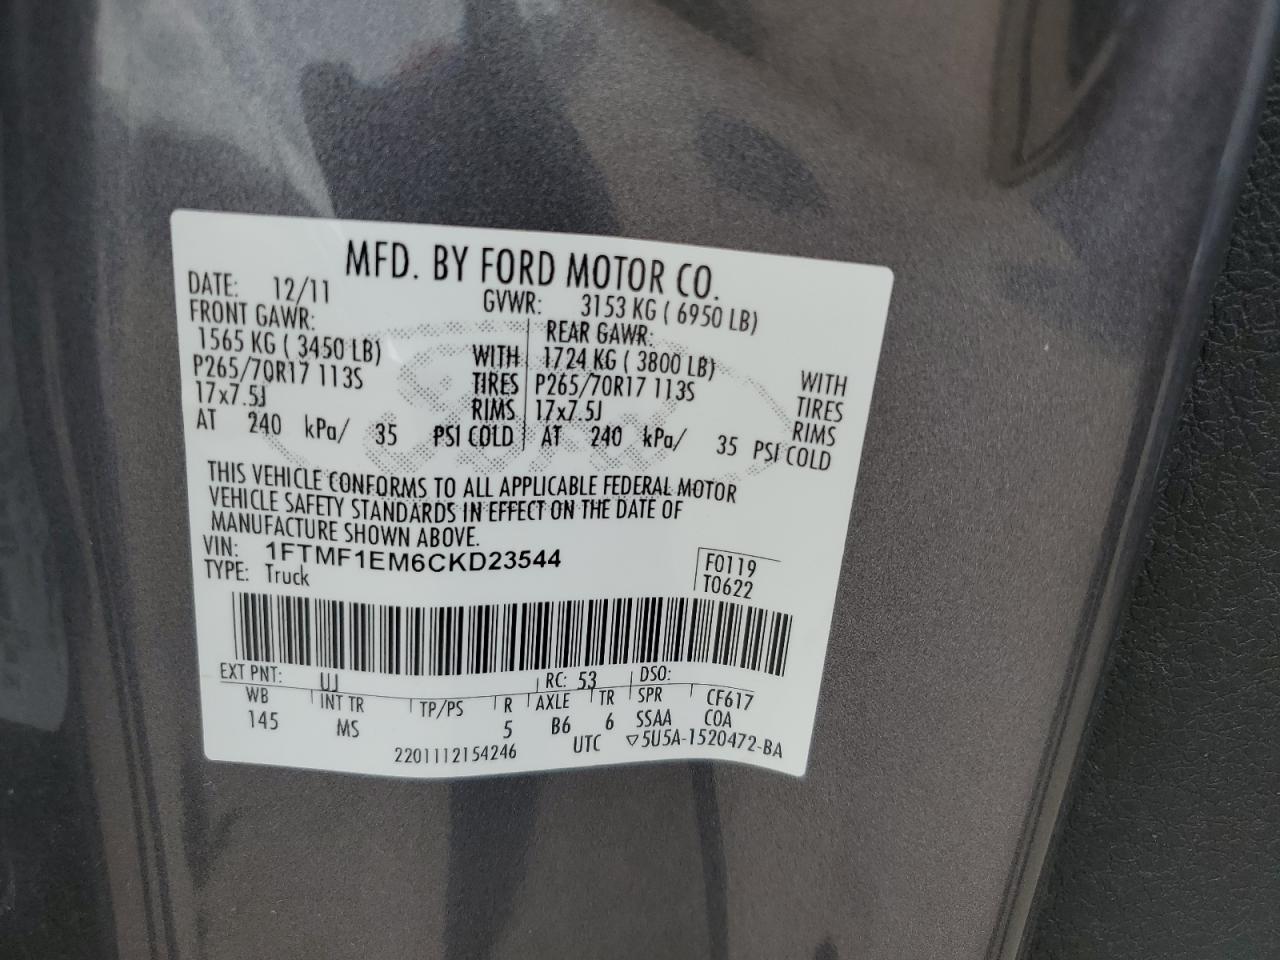 MFD. BY FORD MOTOR CO.
DATE: 12/11 GVWR: 3153 KG ( 6950 LB)
FRONT GAWR: REAR GAWR:
1565 KG ( 3450 LB) WITH 1724 KG ( 3800 LB) WITH
P265/70R17 113S TIRES P265/70R17 113S TIRES
17x7.5J RIMS 17x7.5J RIMS
AT 240 kPa/ 35 PSI COLD AT 240 kPa/ 35 PSI COLD
THIS VEHICLE CONFORMS TO ALL APPLICABLE FEDERAL MOTOR
VEHICLE SAFETY STANDARDS IN EFFECT ON THE DATE OF
MANUFACTURE SHOWN ABOVE.
VIN: 1FTMF1EM6CKD23544 F0119
TYPE: Truck T0622
EXT PNT: UJ RC: 53 DSO:
WB INT TR TP/PS R AXLE TR SPR CF617
145 MS 5 B6 6 SSAA COA
2201112154246 UTC ▽5U5A-1520472-BA